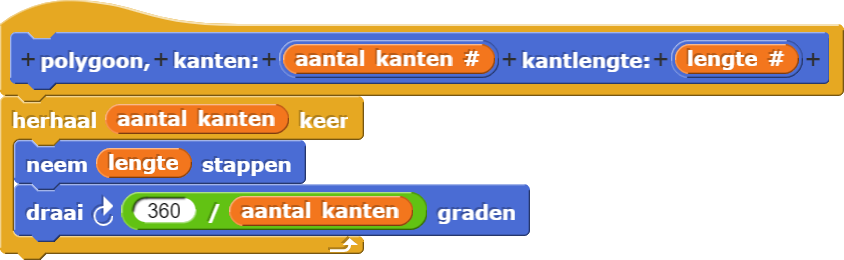 + polygoon, + kanten: + aantal kanten # + kantlengte: + lengte # +
herhaal aantal kanten keer
neem lengte stappen
draai ↻ 360 / aantal kanten graden